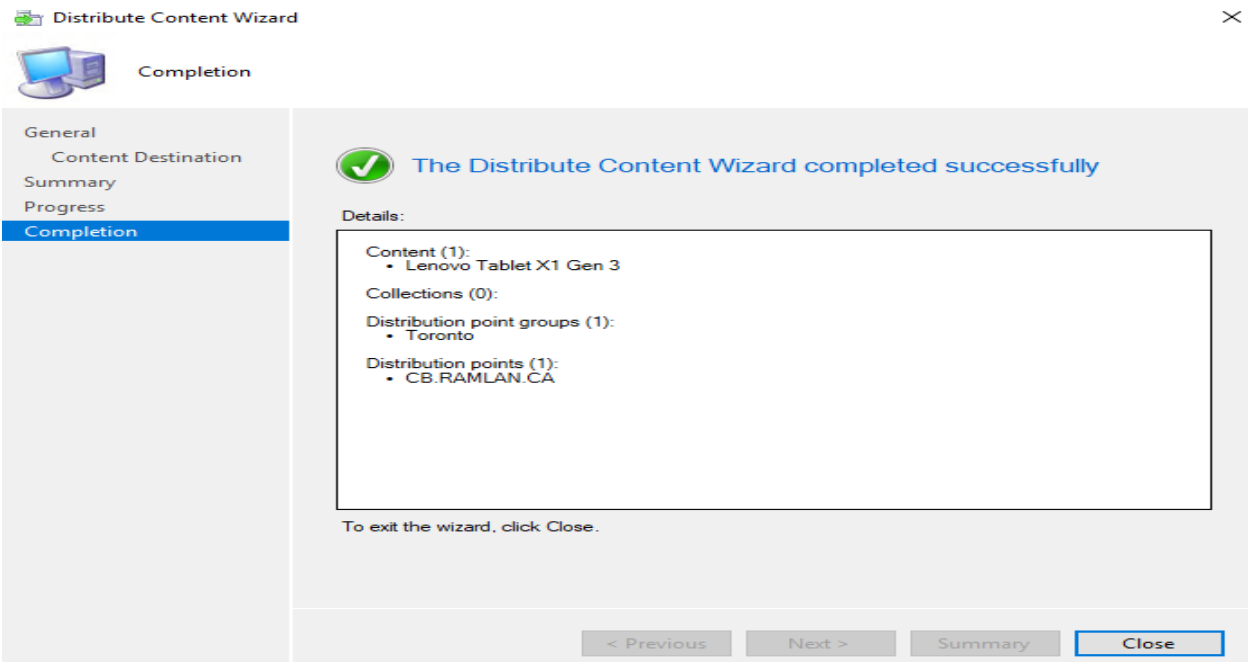 Distribute Content Wizard
Completion
General
Content Destination
Summary
Progress
Completion
The Distribute Content Wizard completed successfully
Details:
Content (1):
• Lenovo Tablet X1 Gen 3
Collections (0):
Distribution point groups (1):
• Toronto
Distribution points (1):
• CB.RAMLAN.CA
To exit the wizard, click Close.
< Previous Next > Summary Close